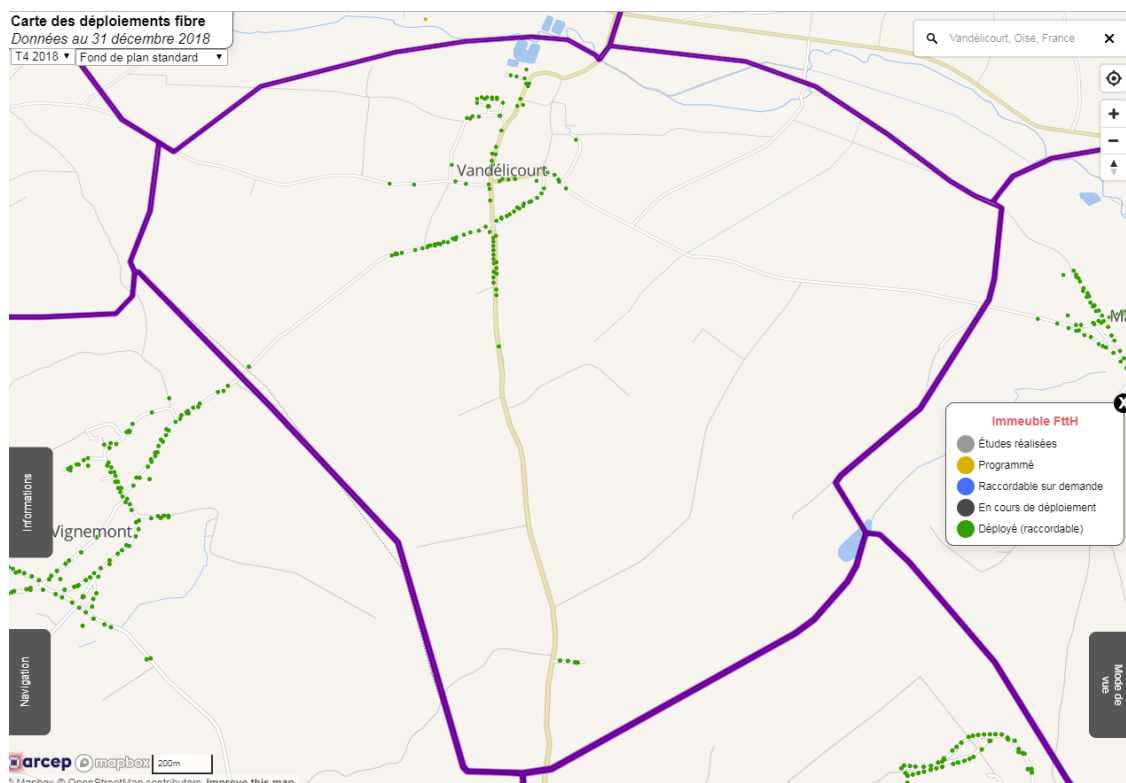 Carte des déploiements fibre
Données au 31 décembre 2018
T4 2018 Fond de plan standard
Vandélicourt, Oise, France
Vandélicourt
Ma
Immeuble FttH
Études réalisées
Programmé
Raccordable sur demande
En cours de déploiement
Déployé (raccordable)
Informations
Vignemont
Navigation
Mode de
vue
arcep mapbox 200m
Mapbox © OpenStreetMap contributors Improve this map